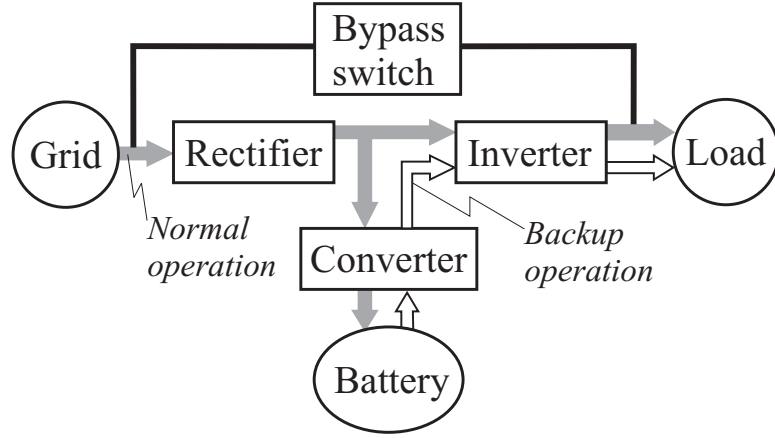 Bypass
switch
Grid
Rectifier
Inverter
Load
Normal
operation
Converter
Backup
operation
Battery